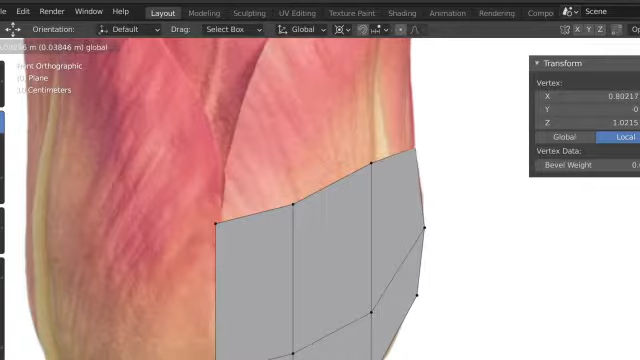 Edit Render Window Help Layout Modeling Sculpting UV Editing Texture Paint Shading Animation Rendering Compo Scene
Orientation: Default Drag: Select Box Global X Y Z
m (0.03846 m) global
Orthographic
Plane
Centimeters
Transform
Vertex:
X 0.80217
Y 0
Z 1.0215
Global Local
Vertex Data:
Bevel Weight